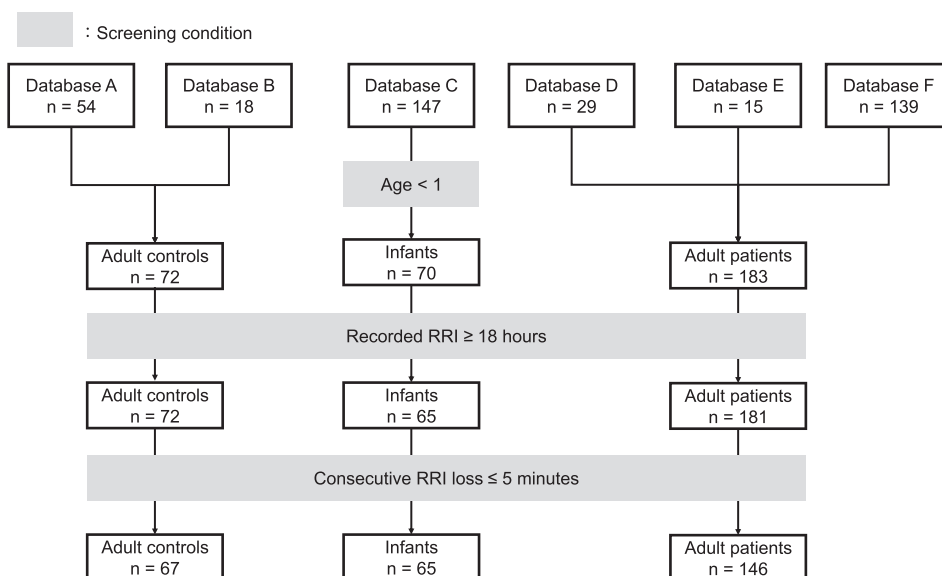 : Screening condition
Database A
n = 54
Database B
n = 18
Database C
n = 147
Database D
n = 29
Database E
n = 15
Database F
n = 139
Age < 1
Adult controls
n = 72
Infants
n = 70
Adult patients
n = 183
Recorded RRI ≥ 18 hours
Adult controls
n = 72
Infants
n = 65
Adult patients
n = 181
Consecutive RRI loss ≤ 5 minutes
Adult controls
n = 67
Infants
n = 65
Adult patients
n = 146